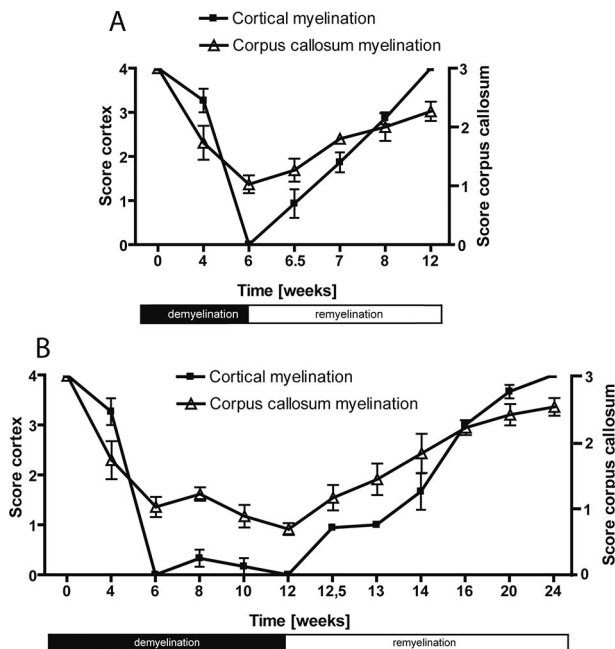 A
Cortical myelination
Corpus callosum myelination
4
3
2
1
0
Score cortex
3
2
1
0
Score corpus callosum
0 4 6 6.5 7 8 12
Time [weeks]
demyelination remyelination
B
Cortical myelination
Corpus callosum myelination
4
3
2
1
0
Score cortex
3
2
1
0
Score corpus callosum
0 4 6 8 10 12 12,5 13 14 16 20 24
Time [weeks]
demyelination remyelination